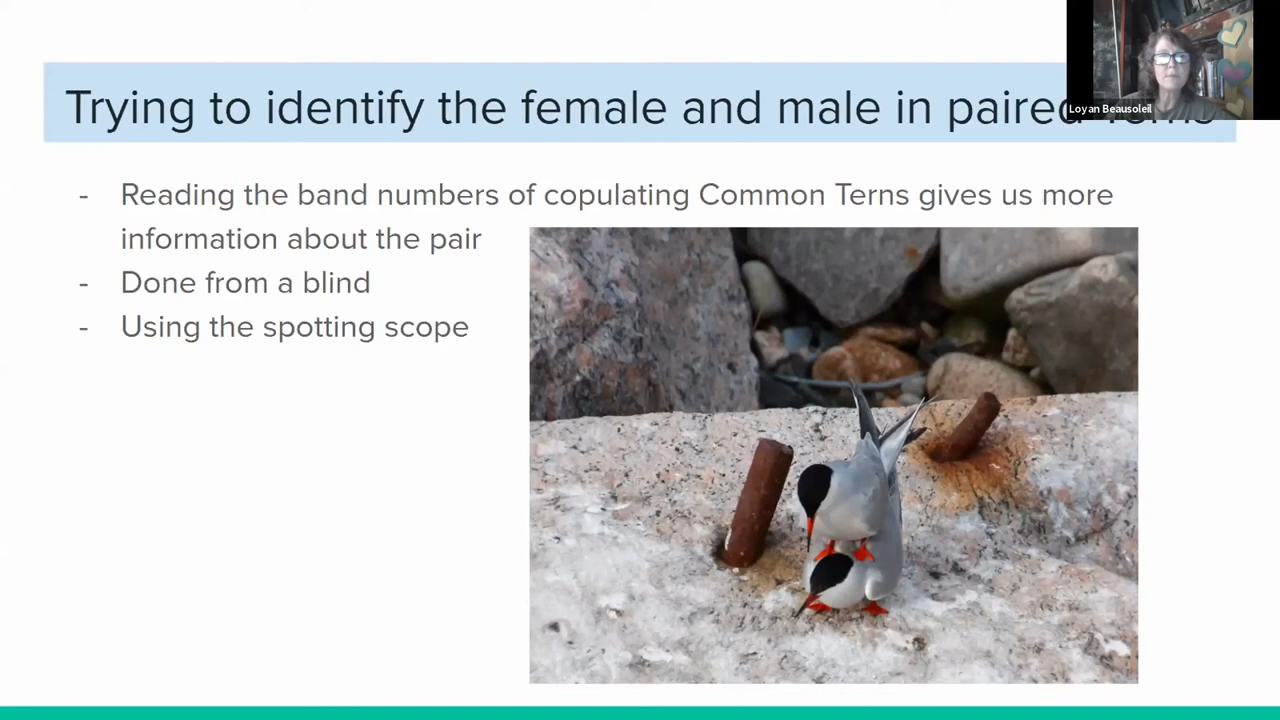 Trying to identify the female and male in paired
Loyan Beausoleil
- Reading the band numbers of copulating Common Terns gives us more
information about the pair
- Done from a blind
- Using the spotting scope